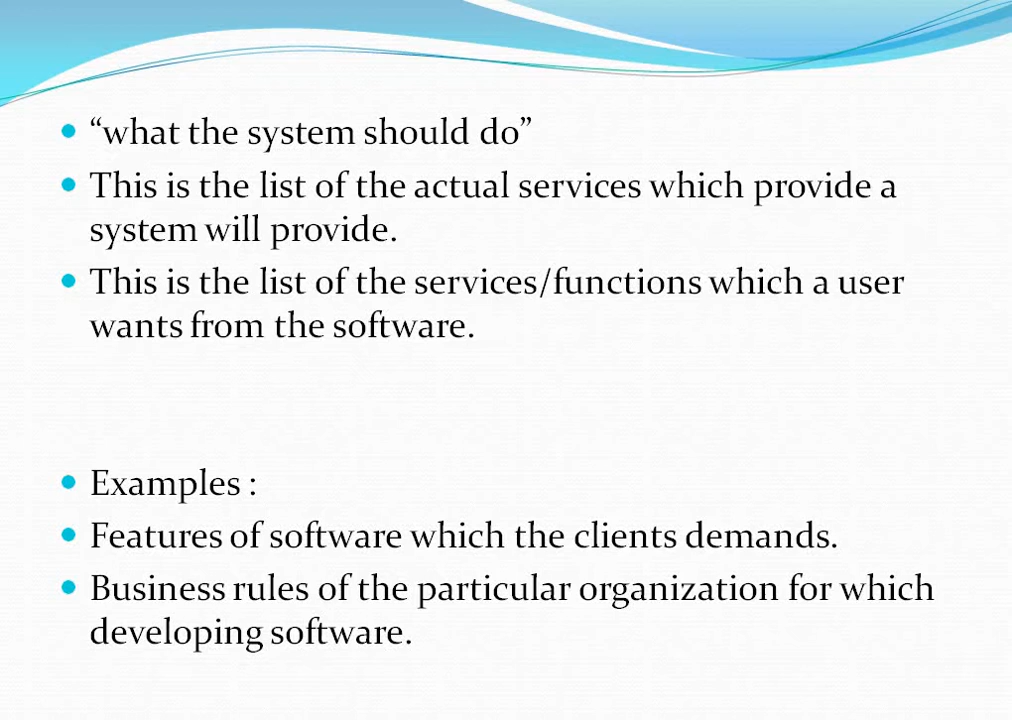 “what the system should do”
This is the list of the actual services which provide a
system will provide.
This is the list of the services/functions which a user
wants from the software.
Examples :
Features of software which the clients demands.
Business rules of the particular organization for which
developing software.